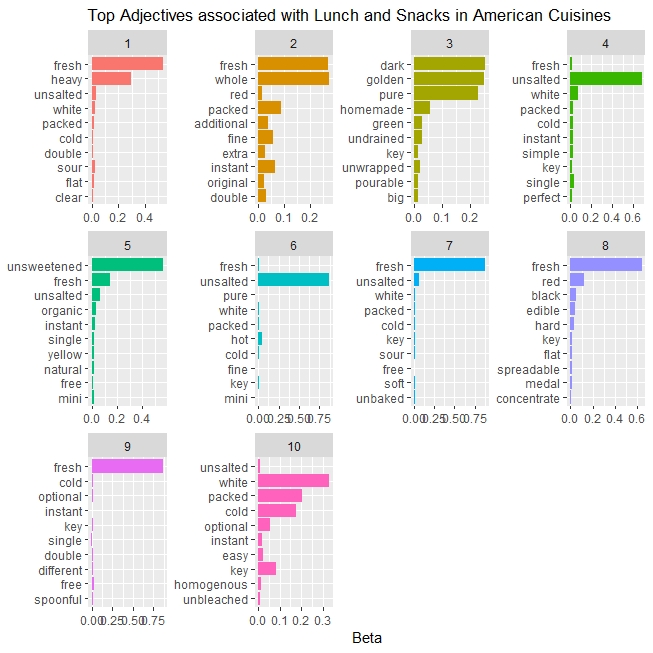 Top Adjectives associated with Lunch and Snacks in American Cuisines
1
fresh
heavy
unsalted
white
packed
cold
double
sour
flat
clear
0.0 0.2 0.4
2
fresh
whole
red
packed
additional
fine
extra
instant
original
double
0.0 0.1 0.2
3
dark
golden
pure
homemade
green
undrained
key
unwrapped
pourable
big
0.0 0.1 0.2
4
fresh
unsalted
white
packed
cold
instant
simple
key
single
perfect
0.0 0.2 0.4 0.6
5
unsweetened
fresh
unsalted
organic
instant
single
yellow
natural
free
mini
0.0 0.2 0.4
6
fresh
unsalted
pure
white
packed
hot
cold
fine
key
mini
0.00 0.25 0.50 0.75
7
fresh
unsalted
white
packed
cold
key
sour
free
soft
unbaked
0.00 0.25 0.50 0.75
8
fresh
red
black
edible
hard
key
flat
spreadable
medal
concentrate
0.0 0.2 0.4 0.6
9
fresh
cold
optional
instant
key
single
double
different
free
spoonful
0.00 0.25 0.50 0.75
10
unsalted
white
packed
cold
optional
instant
easy
key
homogenous
unbleached
0.0 0.1 0.2 0.3
Beta